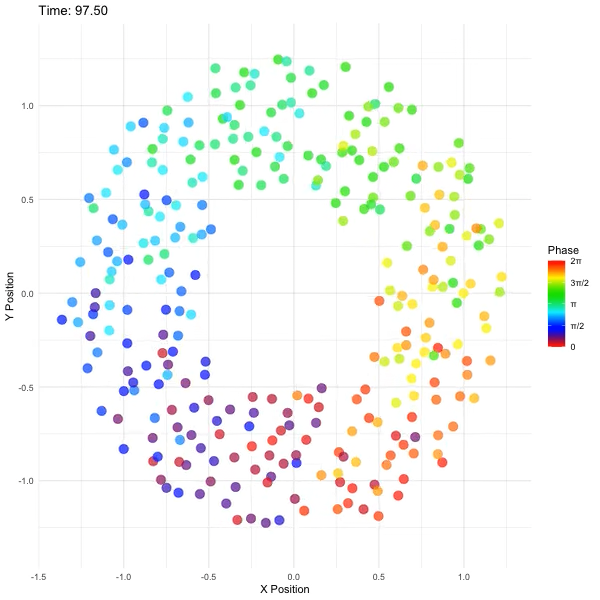 Time: 97.50
Y Position
1.0
0.5
0.0
-0.5
-1.0
-1.5
-1.0
-0.5
0.0
0.5
1.0
X Position
Phase
2π
3π/2
π
π/2
0